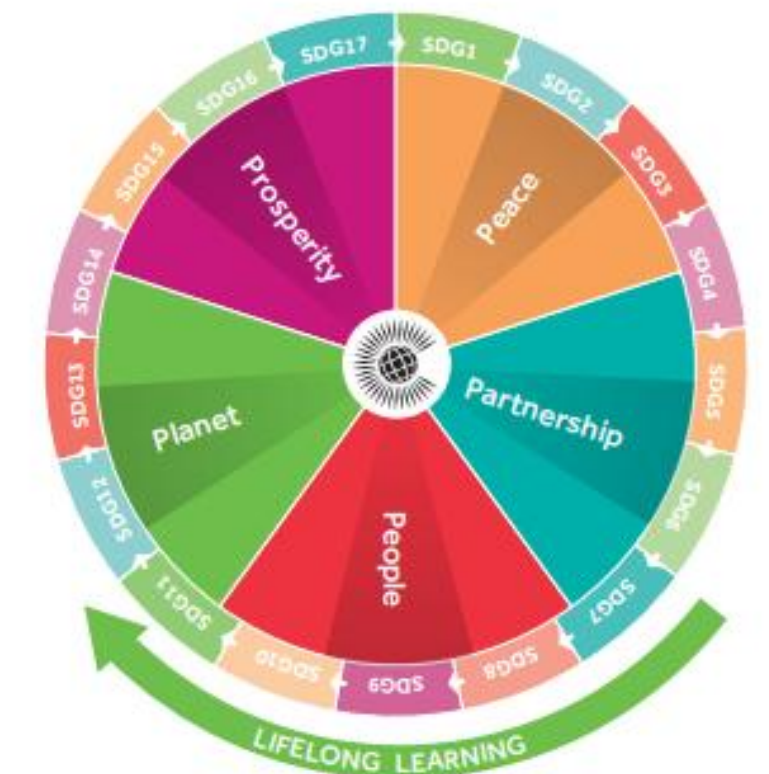 SDG1
SDG2
SDG3
SDG4
SDG5
SDG6
SDG7
SDG8
SDG9
SDG10
SDG11
SDG12
SDG13
SDG14
SDG15
SDG16
SDG17
Peace
Partnership
People
Planet
Prosperity
LIFELONG LEARNING